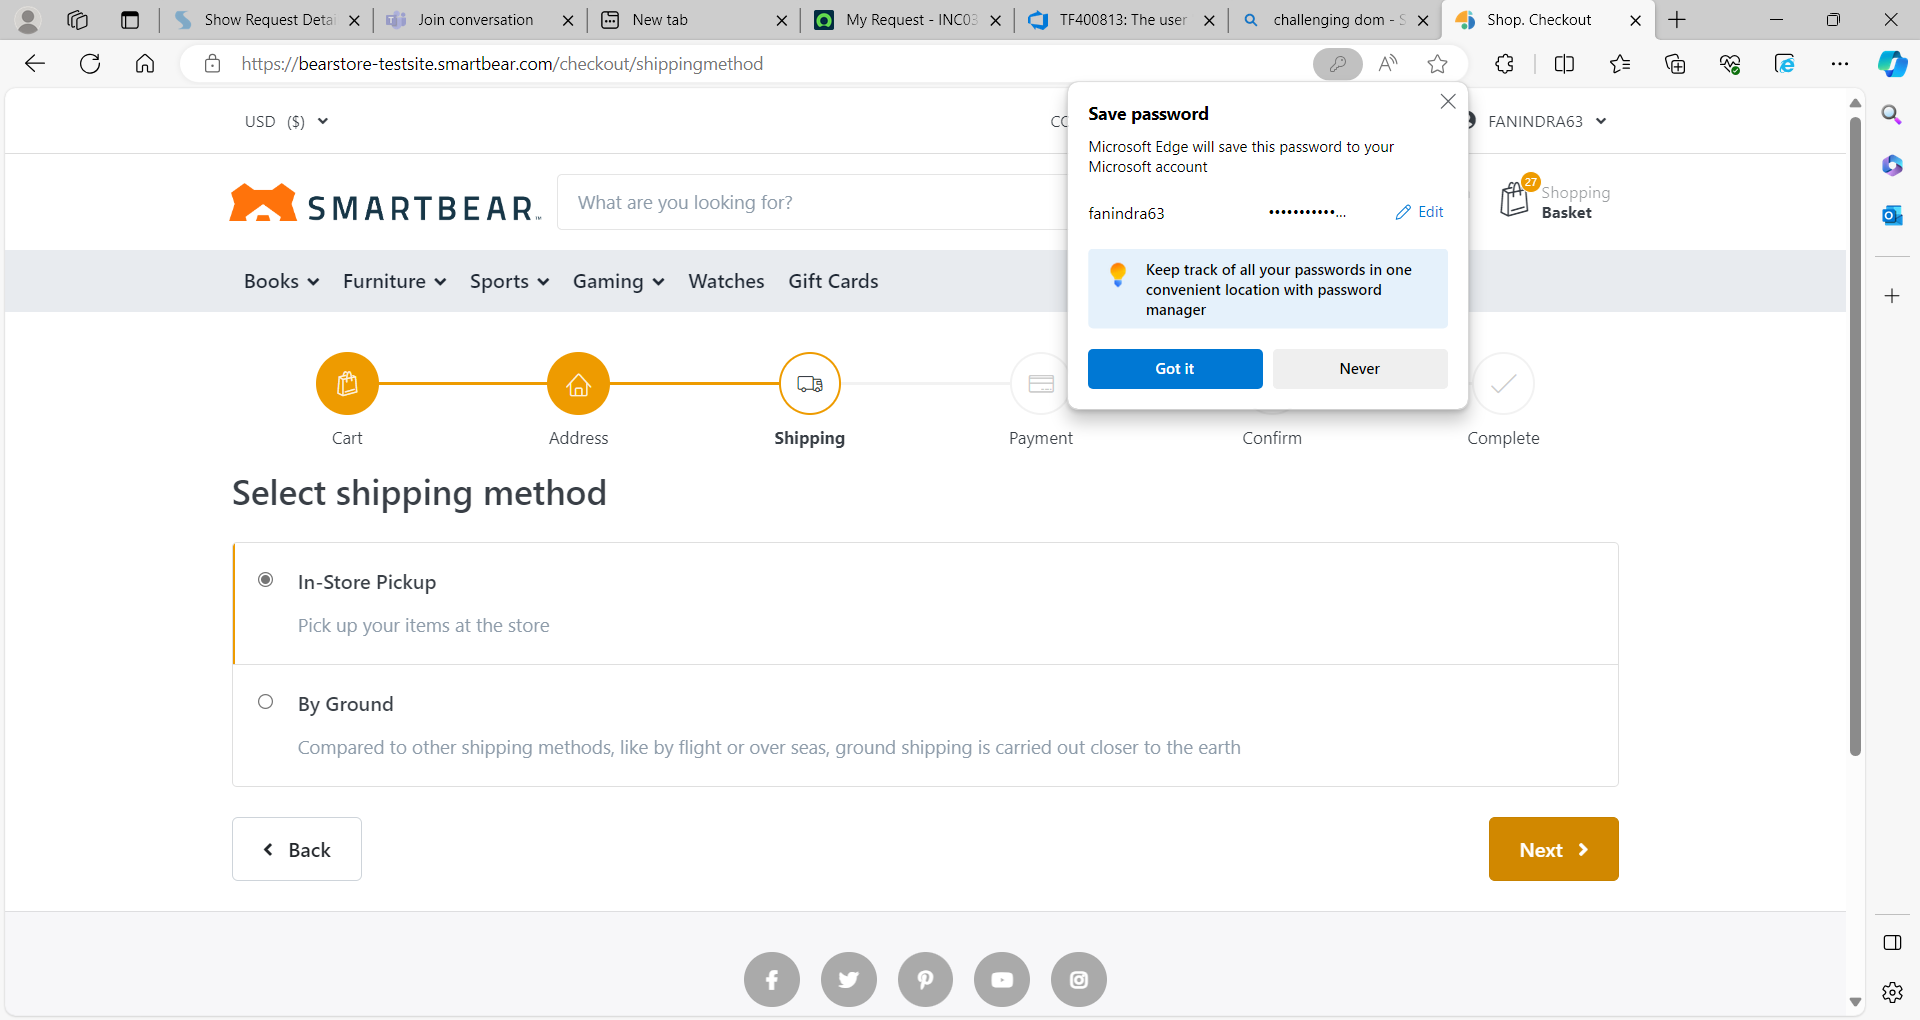 Show Request Detai
Join conversation
New tab
My Request - INC03
TF400813: The user
challenging dom - S
Shop. Checkout
https://bearstore-testsite.smartbear.com/checkout/shippingmethod
USD ($)
CO
FANINDRA63
Save password
Microsoft Edge will save this password to your
Microsoft account
fanindra63
••••••••••••...
Edit
Keep track of all your passwords in one
convenient location with password
manager
Got it
Never
SMARTBEAR
What are you looking for?
27
Shopping
Basket
Books
Furniture
Sports
Gaming
Watches
Gift Cards
Cart
Address
Shipping
Payment
Confirm
Complete
Select shipping method
In-Store Pickup
Pick up your items at the store
By Ground
Compared to other shipping methods, like by flight or over seas, ground shipping is carried out closer to the earth
Back
Next